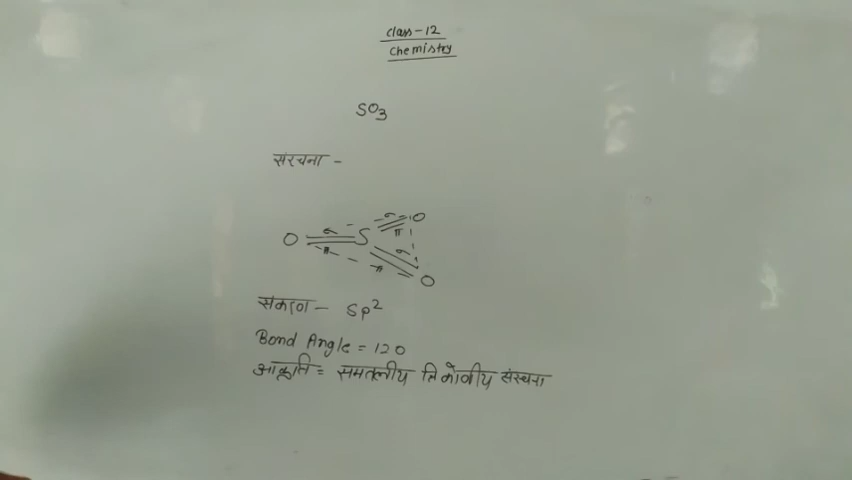 class-12
chemistry
SO3
संरचना -
O S O
σ σ σ
π π π
O
संकरण - Sp2
Bond Angle = 120
आकृति = समतलीय त्रिकोणीय संरचना